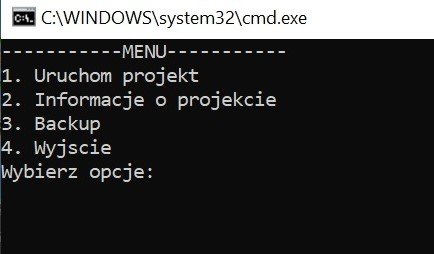 C:\WINDOWS\system32\cmd.exe
-----------MENU-----------
1. Uruchom projekt
2. Informacje o projekcie
3. Backup
4. Wyjscie
Wybierz opcje: